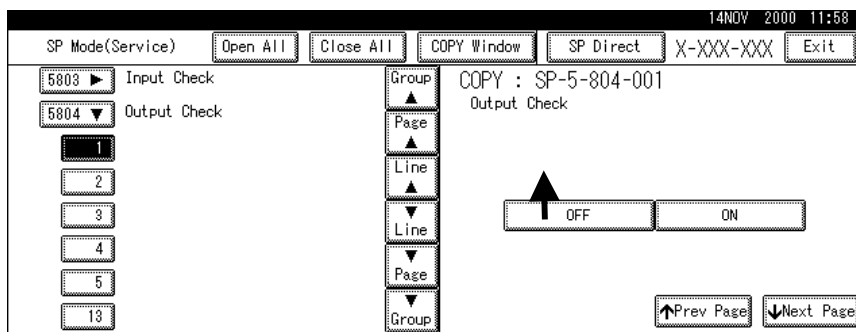 14NOV 2000 11:58
SP Mode(Service) Open All Close All COPY Window SP Direct X-XXX-XXX Exit
5803 ► Input Check
5804 ▼ Output Check
1
2
3
4
5
13
Group ▲
Page ▲
Line ▲
▼ Line
▼ Page
▼ Group
COPY : SP-5-804-001
Output Check
OFF ON
↑Prev Page ↓Next Page